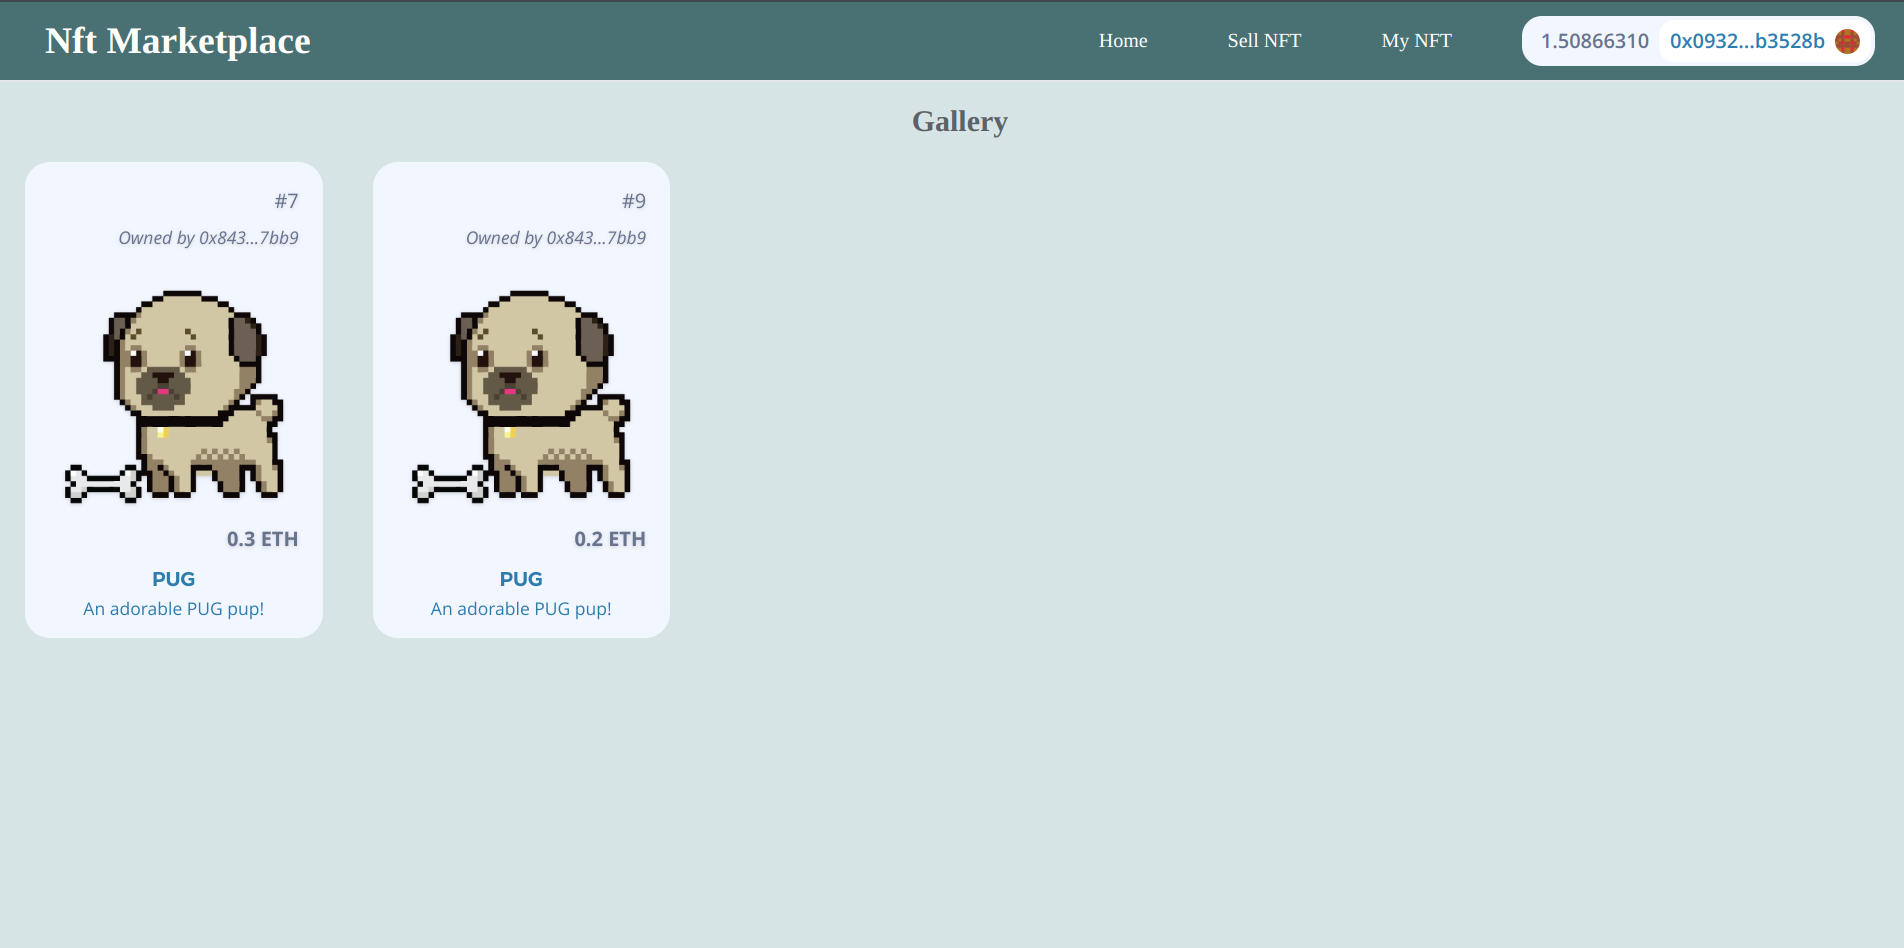 Nft Marketplace
Home
Sell NFT
My NFT
1.50866310
0x0932...b3528b
Gallery
#7
Owned by 0x843...7bb9
0.3 ETH
PUG
An adorable PUG pup!
#9
Owned by 0x843...7bb9
0.2 ETH
PUG
An adorable PUG pup!